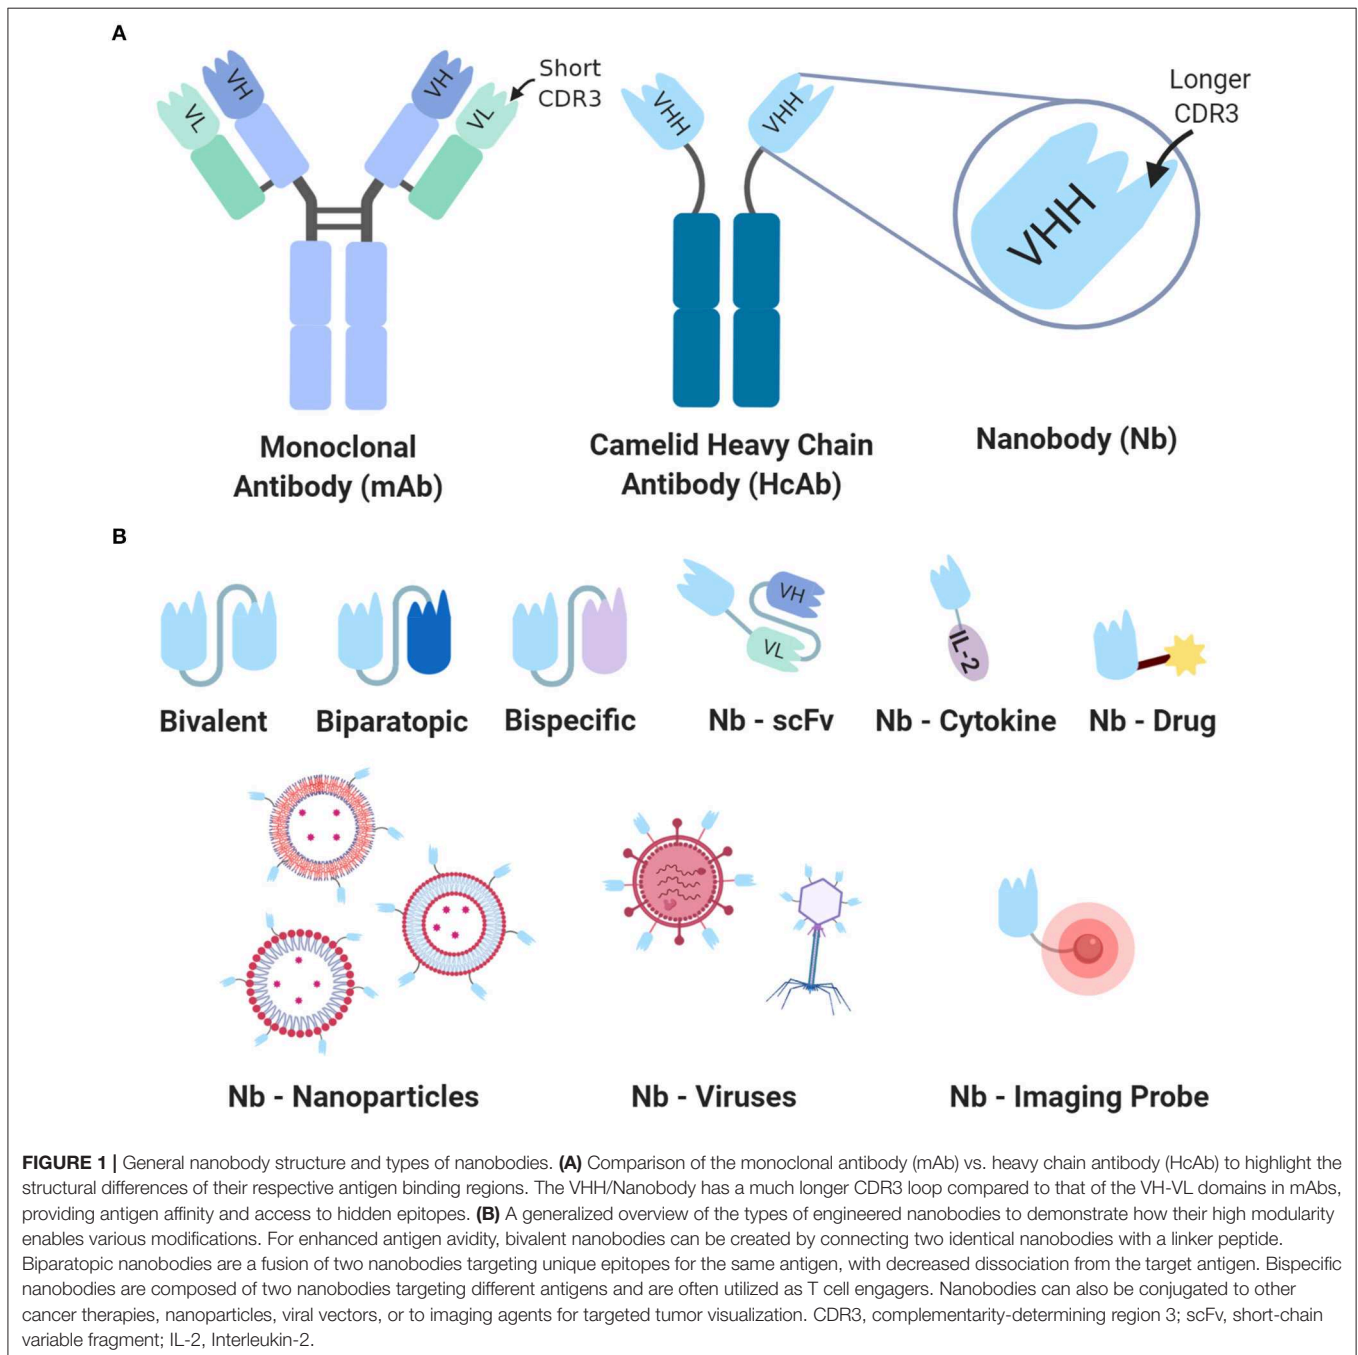 A
VH
VL
VH
VL
Short
CDR3
VHH
VHH
Longer
CDR3
VHH
Monoclonal
Antibody (mAb)
Camelid Heavy Chain
Antibody (HcAb)
Nanobody (Nb)
B
VH
VL
IL-2
Bivalent
Biparatopic
Bispecific
Nb - scFv
Nb - Cytokine
Nb - Drug
Nb - Nanoparticles
Nb - Viruses
Nb - Imaging Probe
FIGURE 1 | General nanobody structure and types of nanobodies. (A) Comparison of the monoclonal antibody (mAb) vs. heavy chain antibody (HcAb) to highlight the
structural differences of their respective antigen binding regions. The VHH/Nanobody has a much longer CDR3 loop compared to that of the VH-VL domains in mAbs,
providing antigen affinity and access to hidden epitopes. (B) A generalized overview of the types of engineered nanobodies to demonstrate how their high modularity
enables various modifications. For enhanced antigen avidity, bivalent nanobodies can be created by connecting two identical nanobodies with a linker peptide.
Biparatopic nanobodies are a fusion of two nanobodies targeting unique epitopes for the same antigen, with decreased dissociation from the target antigen. Bispecific
nanobodies are composed of two nanobodies targeting different antigens and are often utilized as T cell engagers. Nanobodies can also be conjugated to other
cancer therapies, nanoparticles, viral vectors, or to imaging agents for targeted tumor visualization. CDR3, complementarity-determining region 3; scFv, short-chain
variable fragment; IL-2, Interleukin-2.